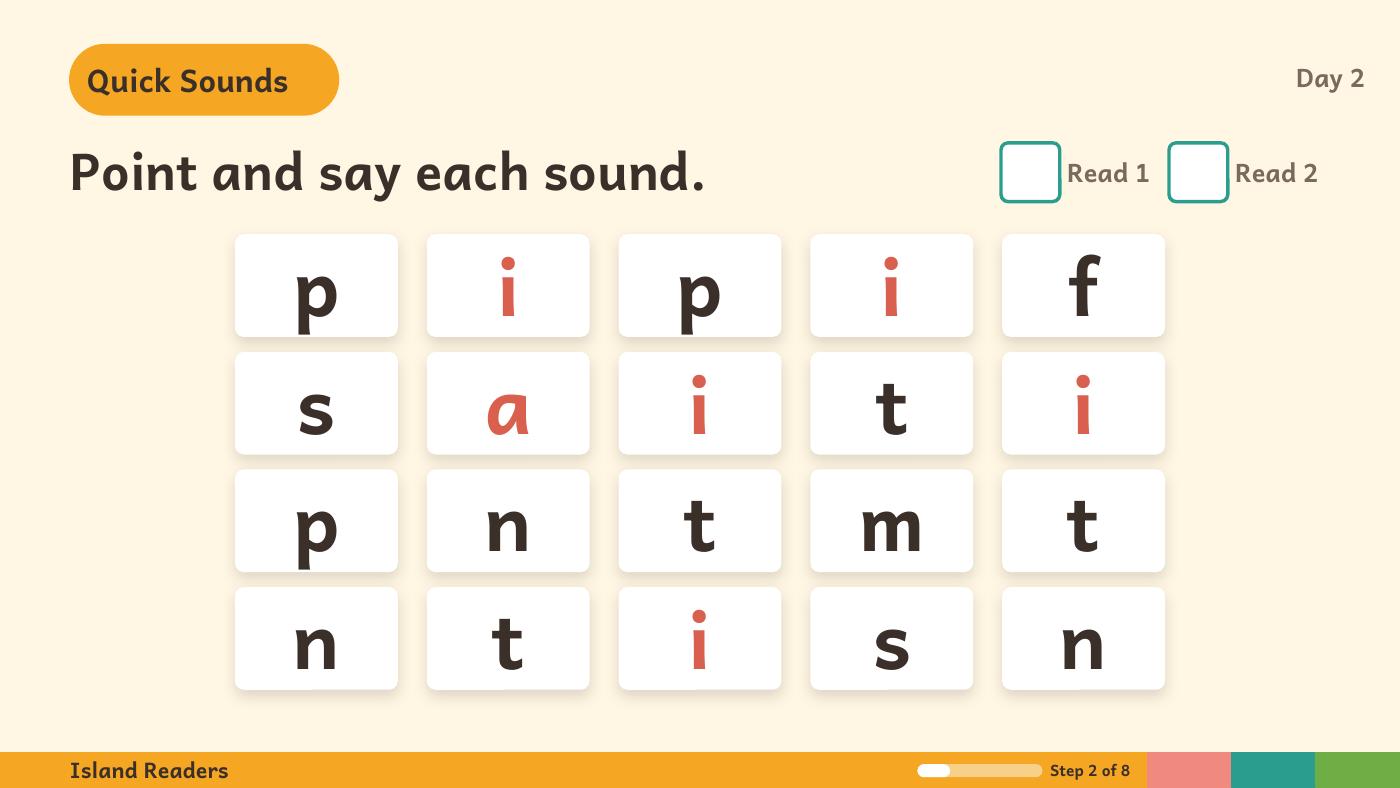 Quick Sounds
Day 2
Point and say each sound.
Read 1 Read 2
p i p i f
s a i t i
p n t m t
n t i s n
Island Readers
Step 2 of 8